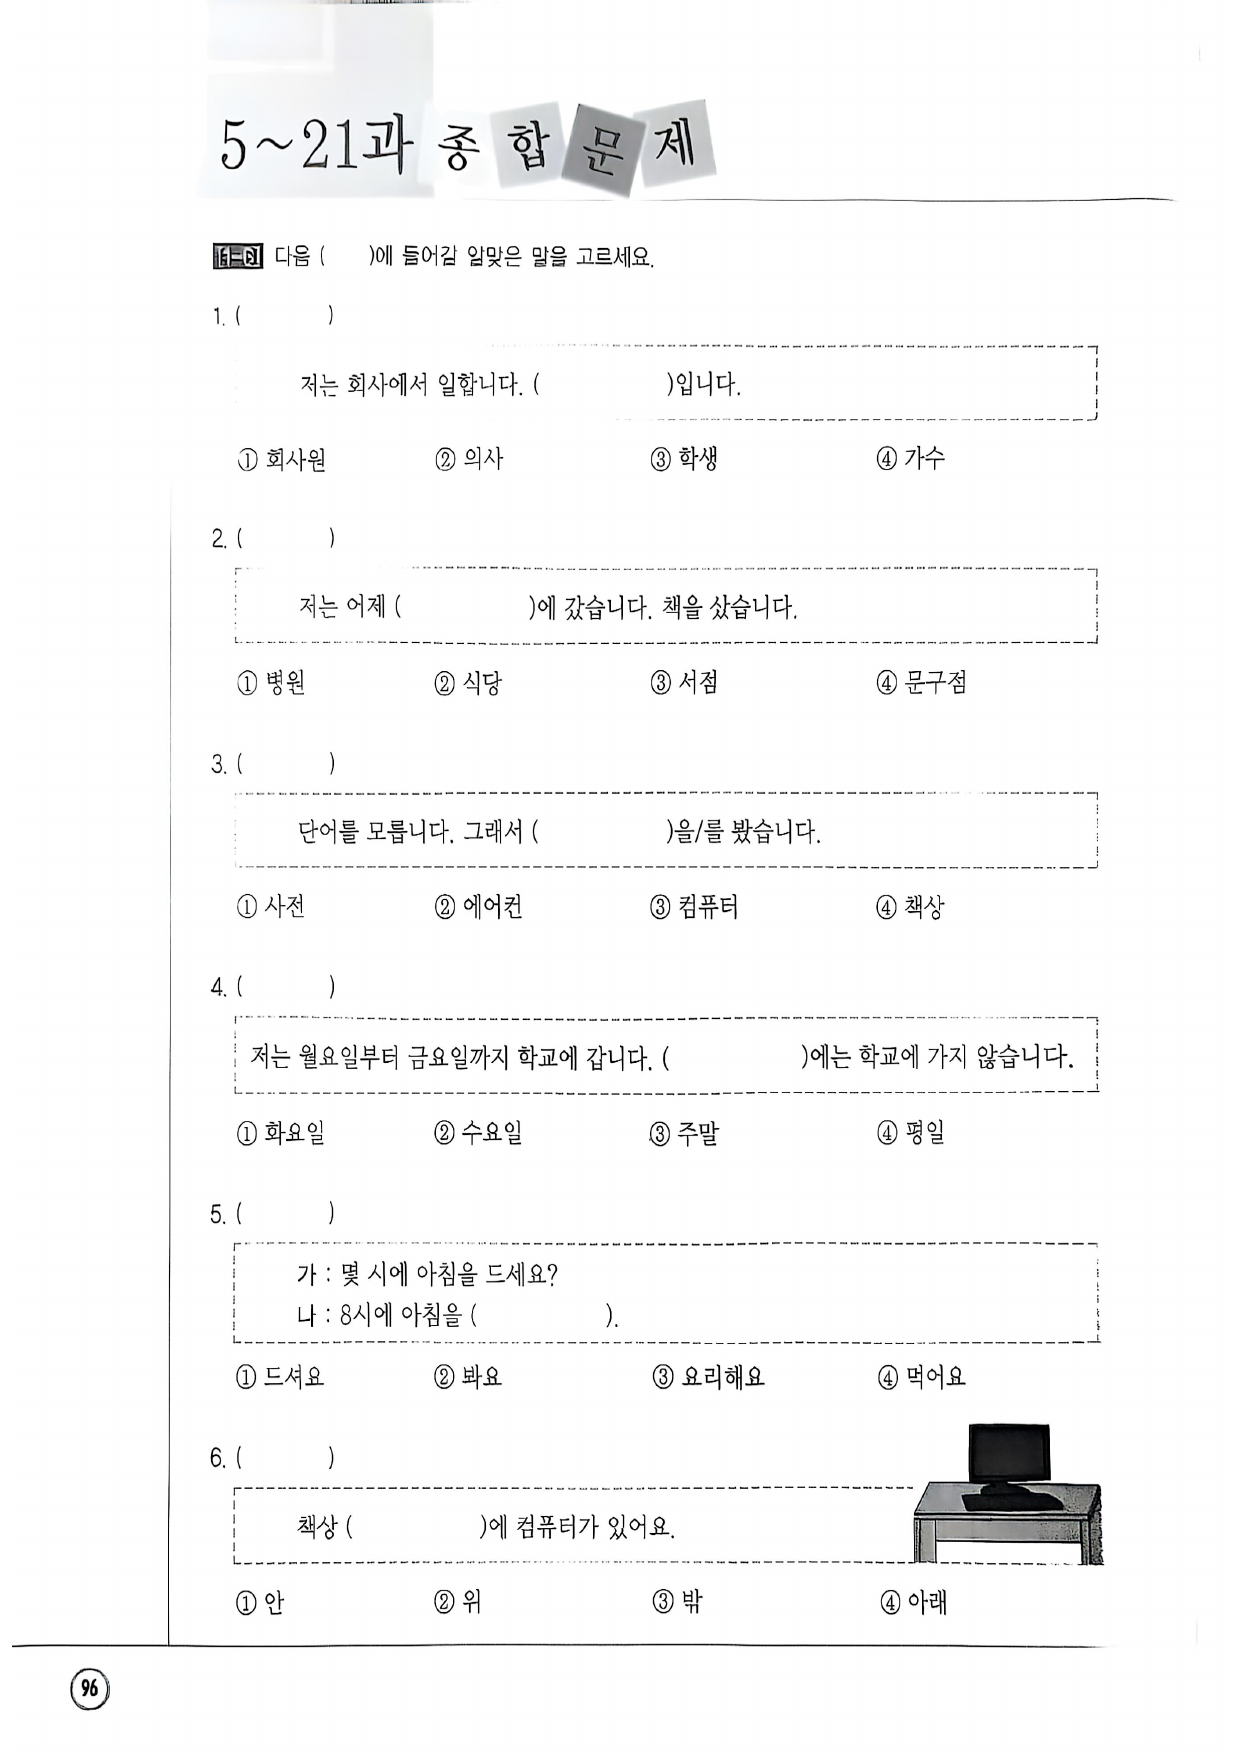 5~21과 종합문제
다음 (      )에 들어갈 알맞은 말을 고르세요.
1. (          )
저는 회사에서 일합니다. (          )입니다.
① 회사원 ② 의사 ③ 학생 ④ 가수
2. (          )
저는 어제 (          )에 갔습니다. 책을 샀습니다.
① 병원 ② 식당 ③ 서점 ④ 문구점
3. (          )
단어를 모릅니다. 그래서 (          )을/를 봤습니다.
① 사전 ② 에어컨 ③ 컴퓨터 ④ 책상
4. (          )
저는 월요일부터 금요일까지 학교에 갑니다. (          )에는 학교에 가지 않습니다.
① 화요일 ② 수요일 ③ 주말 ④ 평일
5. (          )
가 : 몇 시에 아침을 드세요?
나 : 8시에 아침을 (          ).
① 드셔요 ② 봐요 ③ 요리해요 ④ 먹어요
6. (          )
책상 (          )에 컴퓨터가 있어요.
① 안 ② 위 ③ 밖 ④ 아래
96